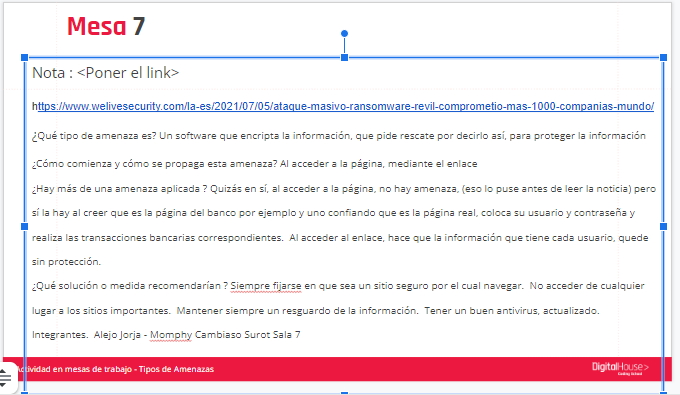 Mesa 7
Nota : <Poner el link>
https://www.welivesecurity.com/la-es/2021/07/05/ataque-masivo-ransomware-revil-comprometio-mas-1000-companias-mundo/
¿Qué tipo de amenaza es? Un software que encripta la información, que pide rescate por decirlo así, para proteger la información
¿Cómo comienza y cómo se propaga esta amenaza? Al acceder a la página, mediante el enlace
¿Hay más de una amenaza aplicada ? Quizás en sí, al acceder a la página, no hay amenaza, (eso lo puse antes de leer la noticia) pero
sí la hay al creer que es la página del banco por ejemplo y uno confiando que es la página real, coloca su usuario y contraseña y
realiza las transacciones bancarias correspondientes.  Al acceder al enlace, hace que la información que tiene cada usuario, quede
sin protección.
¿Qué solución o medida recomendarían ? Siempre fijarse en que sea un sitio seguro por el cual navegar.  No acceder de cualquier
lugar a los sitios importantes.  Mantener siempre un resguardo de la información.  Tener un buen antivirus, actualizado.
Integrantes.  Alejo Jorja - Momphy Cambiaso Surot Sala 7
Actividad en mesas de trabajo - Tipos de Amenazas
DigitalHouse >
Coding School